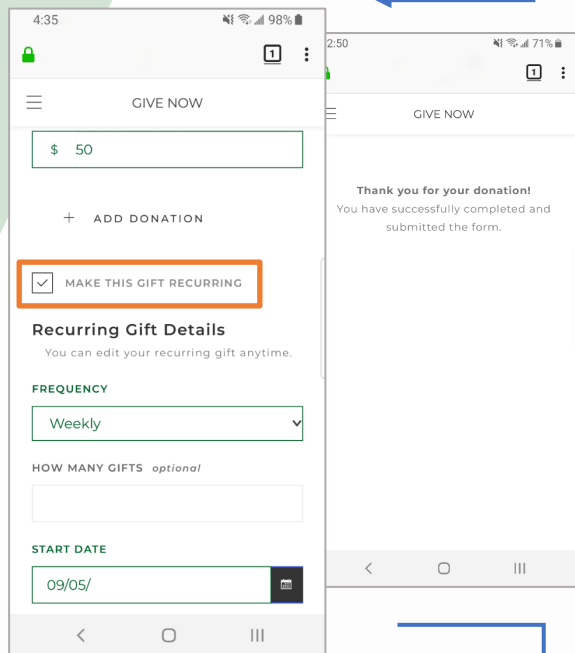 4:35
98%
1
GIVE NOW
$ 50
+ ADD DONATION
MAKE THIS GIFT RECURRING
Recurring Gift Details
You can edit your recurring gift anytime.
FREQUENCY
Weekly
HOW MANY GIFTS optional
START DATE
09/05/
2:50
71%
1
GIVE NOW
Thank you for your donation!
You have successfully completed and
submitted the form.